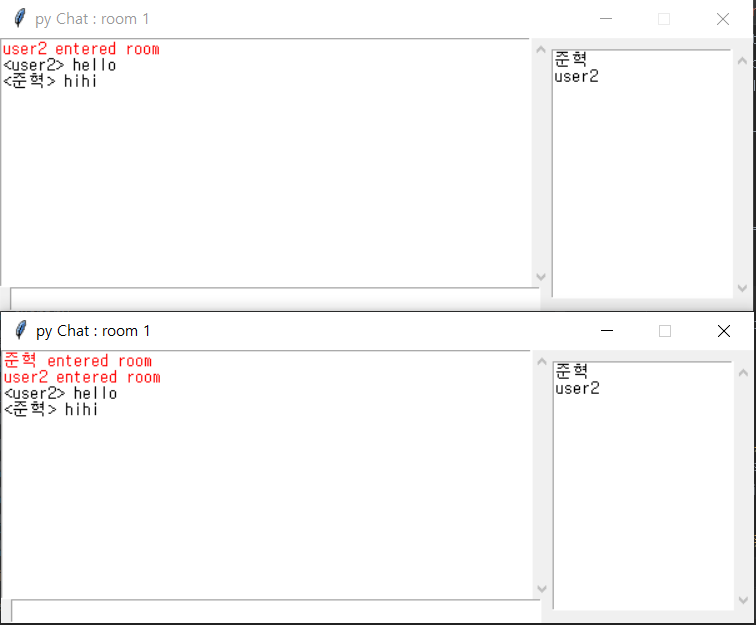 py Chat : room 1
user2 entered room
<user2> hello
<준혁> hihi
준혁
user2
py Chat : room 1
준혁 entered room
user2 entered room
<user2> hello
<준혁> hihi
준혁
user2